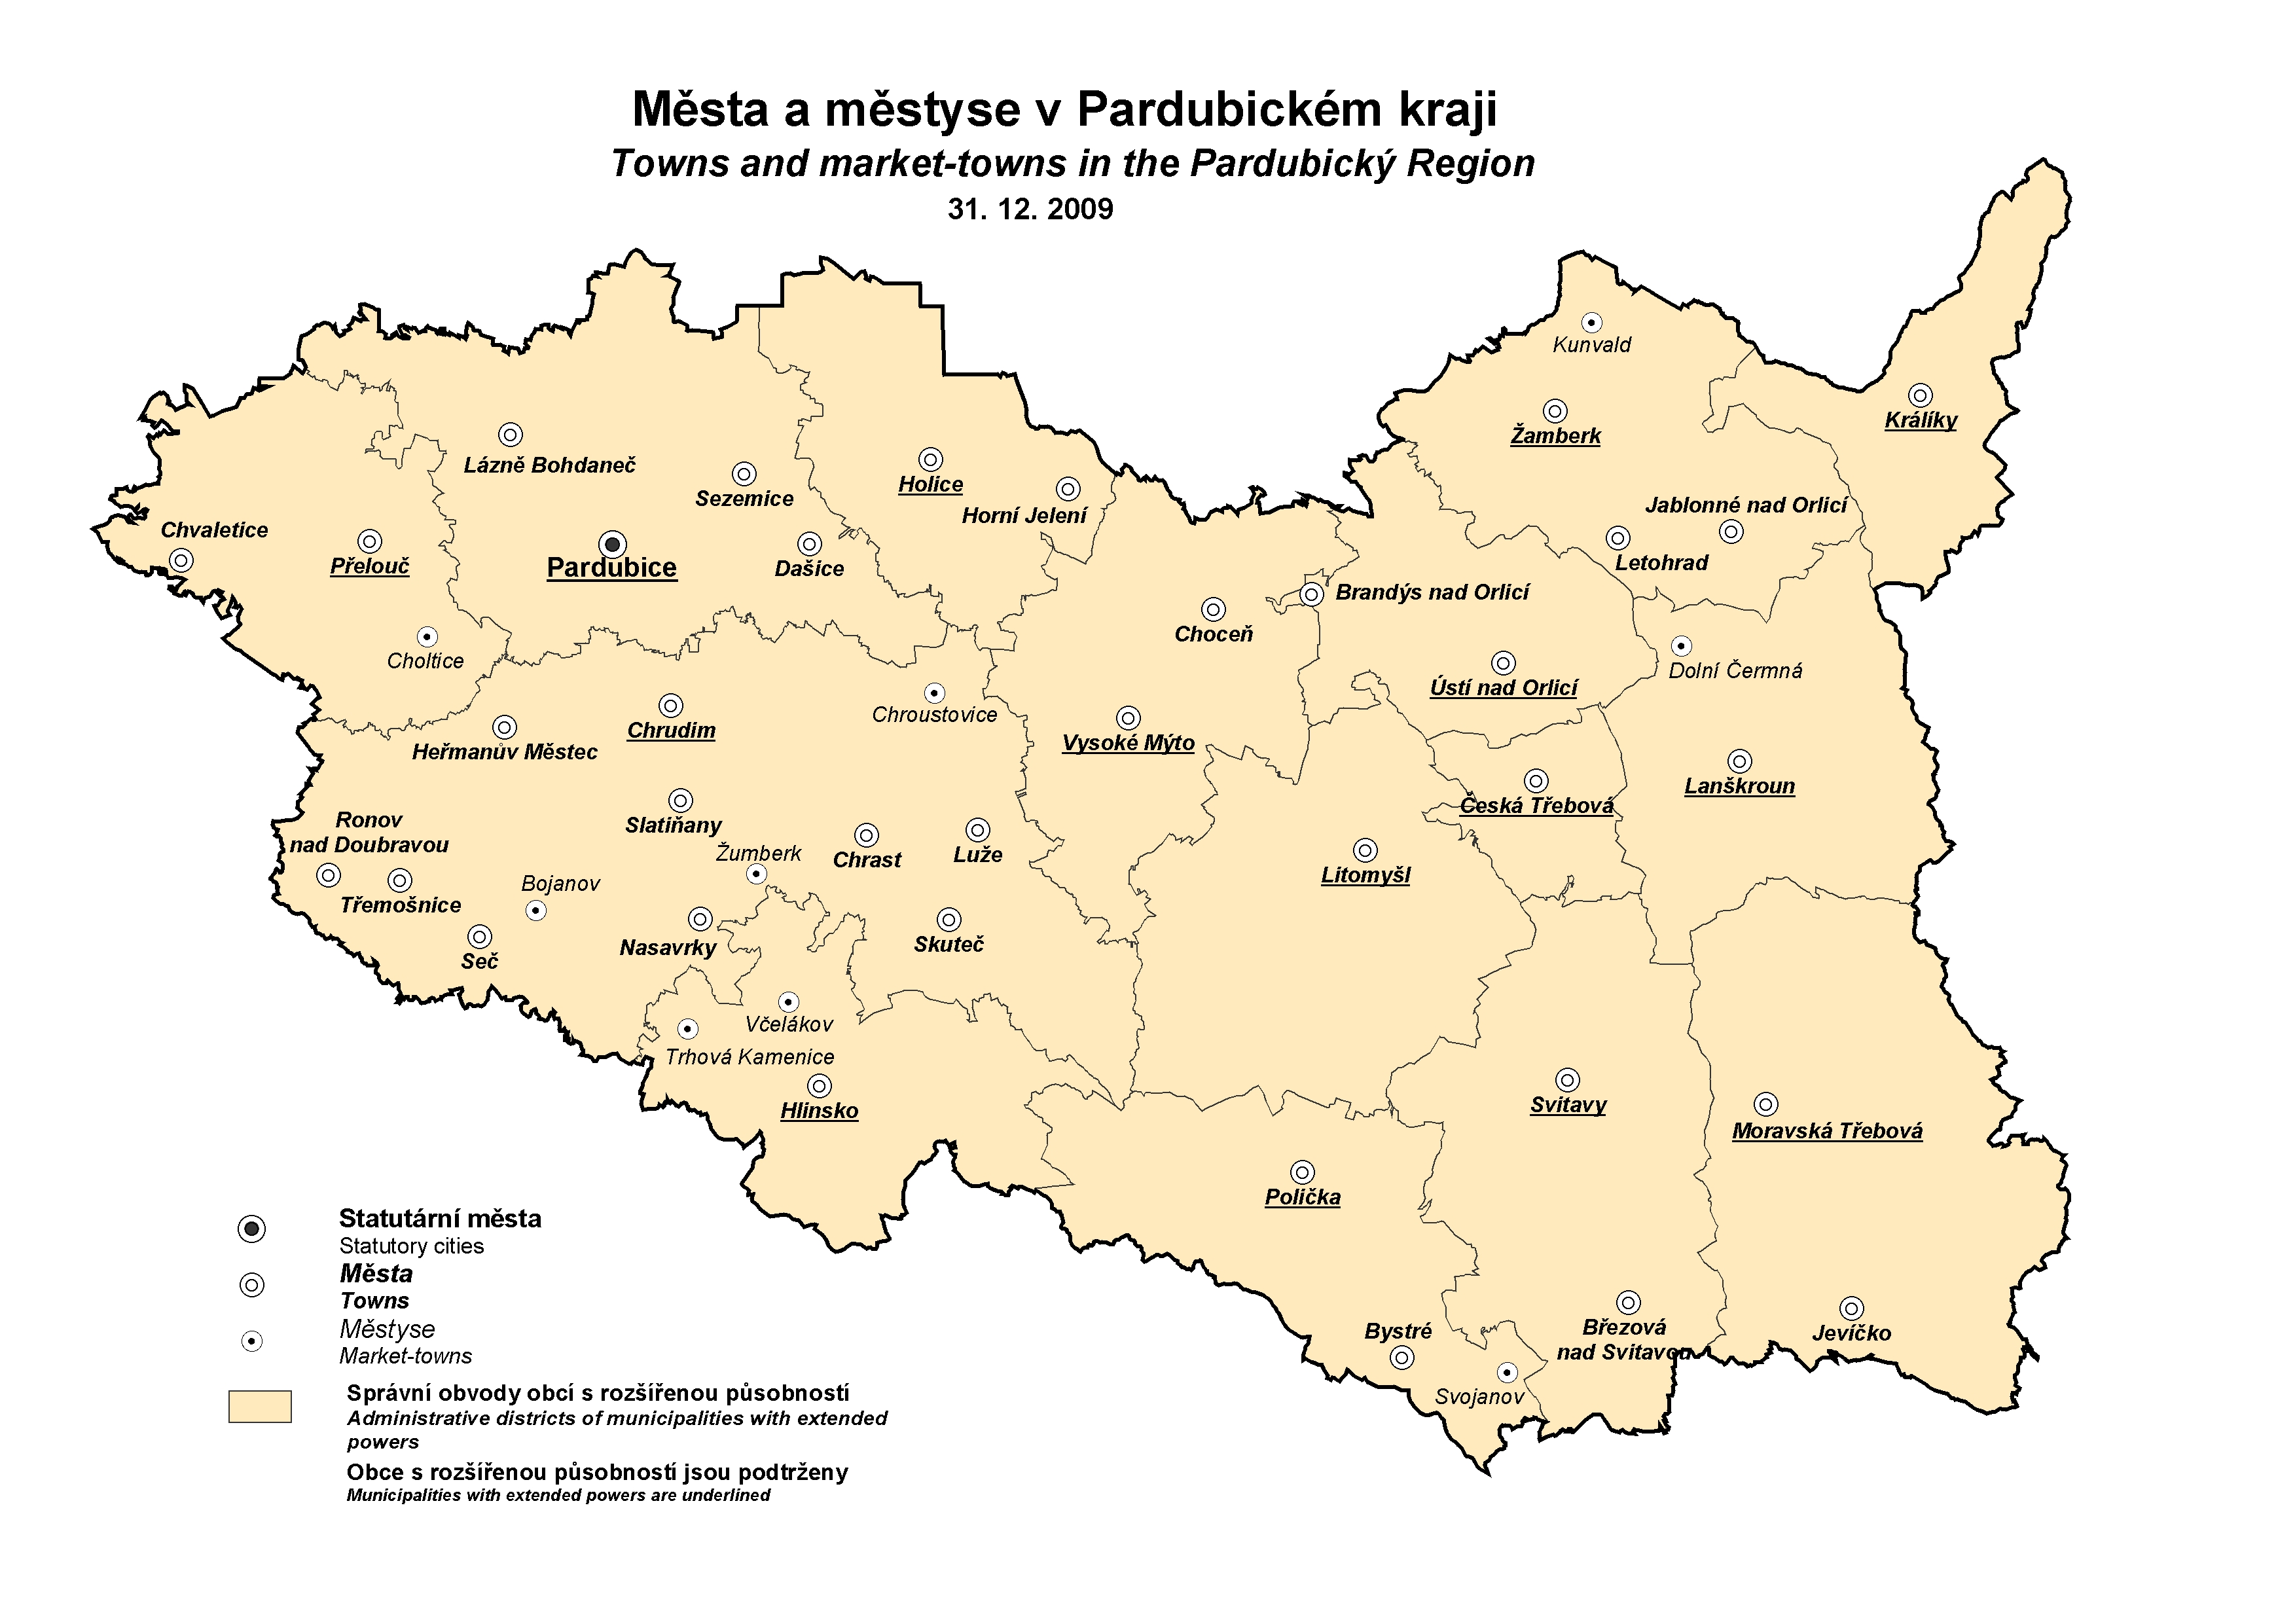 Města a městyse v Pardubickém kraji
Towns and market-towns in the Pardubický Region
31. 12. 2009
Kunvald
Králíky
Žamberk
Lázně Bohdaneč
Sezemice
Holice
Horní Jelení
Jablonné nad Orlicí
Chvaletice
Přelouč
Pardubice
Dašice
Letohrad
Brandýs nad Orlicí
Choceň
Choltice
Dolní Čermná
Ústí nad Orlicí
Chroustovice
Chrudim
Heřmanův Městec
Vysoké Mýto
Lanškroun
Česká Třebová
Ronov
nad Doubravou
Slatiňany
Žumberk
Chrast
Luže
Litomyšl
Bojanov
Třemošnice
Nasavrky
Skuteč
Seč
Včelákov
Trhová Kamenice
Hlinsko
Svitavy
Moravská Třebová
Polička
Bystré
Březová
nad Svitavou
Jevíčko
Svojanov
Statutární města
Statutory cities
Města
Towns
Městyse
Market-towns
Správní obvody obcí s rozšířenou působností
Administrative districts of municipalities with extended
powers
Obce s rozšířenou působností jsou podtrženy
Municipalities with extended powers are underlined